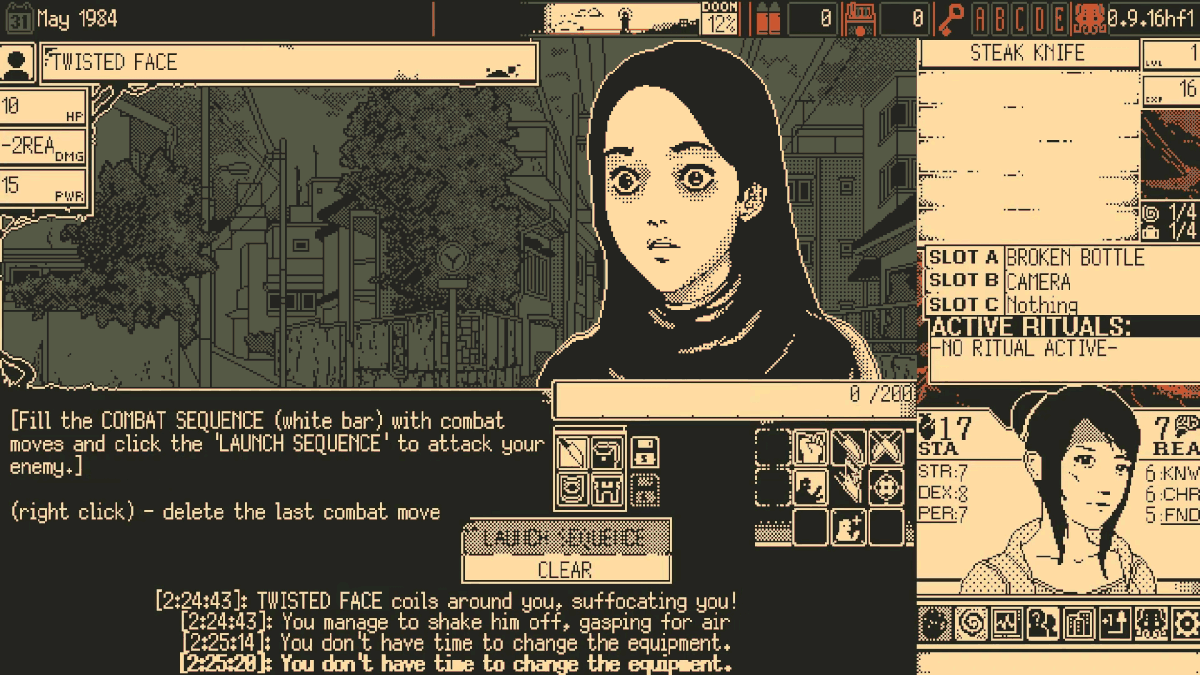 31 May 1984
DOOM
12%
0
0
A B C D E
0.9.16hf1
TWISTED FACE
10 HP
-2REA DMG
15 PWR
STEAK KNIFE
LVL 1
EXP 16
1/4
1/4
SLOT A BROKEN BOTTLE
SLOT B CAMERA
SLOT C Nothing
ACTIVE RITUALS:
-NO RITUAL ACTIVE-
0 /200
[Fill the COMBAT SEQUENCE (white bar) with combat
moves and click the 'LAUNCH SEQUENCE' to attack your
enemy.]
(right click) - delete the last combat move
LAUNCH SEQUENCE
CLEAR
17 STA
7 REA
STR:7
DEX:8
PER:7
6:KNW
6:CHR
5:FND
[2:24:43]: TWISTED FACE coils around you, suffocating you!
[2:24:43]: You manage to shake him off, gasping for air
[2:25:14]: You don't have time to change the equipment.
[2:25:20]: You don't have time to change the equipment.